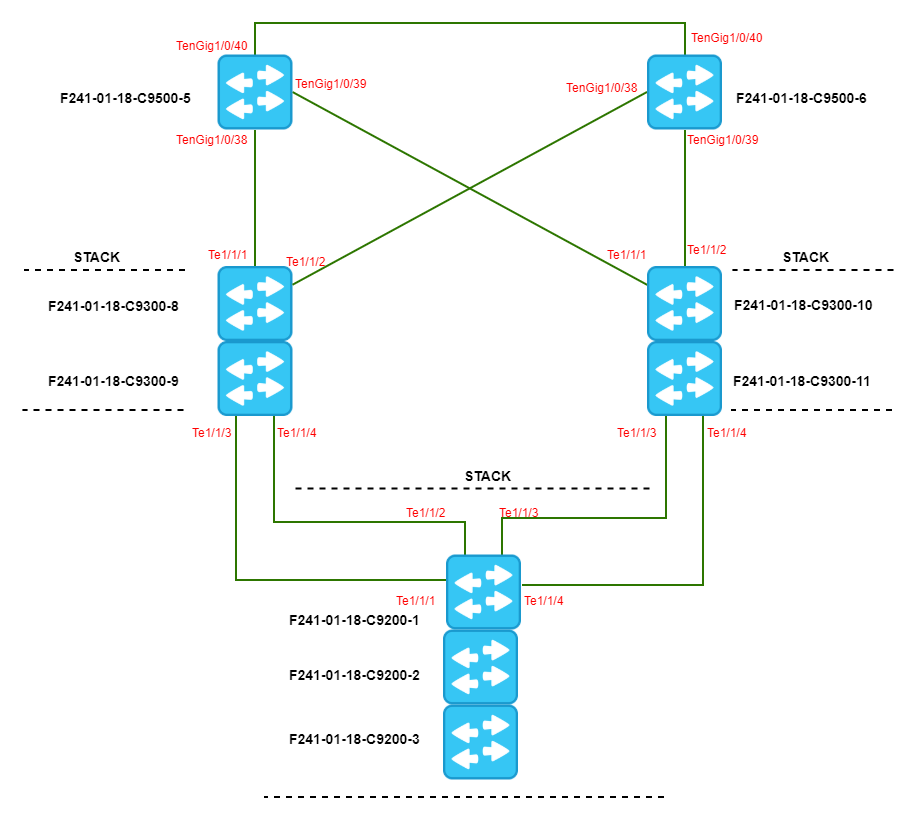 TenGig1/0/40
TenGig1/0/40
TenGig1/0/39
TenGig1/0/38
F241-01-18-C9500-5
F241-01-18-C9500-6
TenGig1/0/38
TenGig1/0/39
STACK
Te1/1/1
Te1/1/2
Te1/1/1
Te1/1/2
STACK
F241-01-18-C9300-8
F241-01-18-C9300-10
F241-01-18-C9300-9
F241-01-18-C9300-11
Te1/1/3
Te1/1/4
Te1/1/3
Te1/1/4
STACK
Te1/1/2
Te1/1/3
Te1/1/1
Te1/1/4
F241-01-18-C9200-1
F241-01-18-C9200-2
F241-01-18-C9200-3